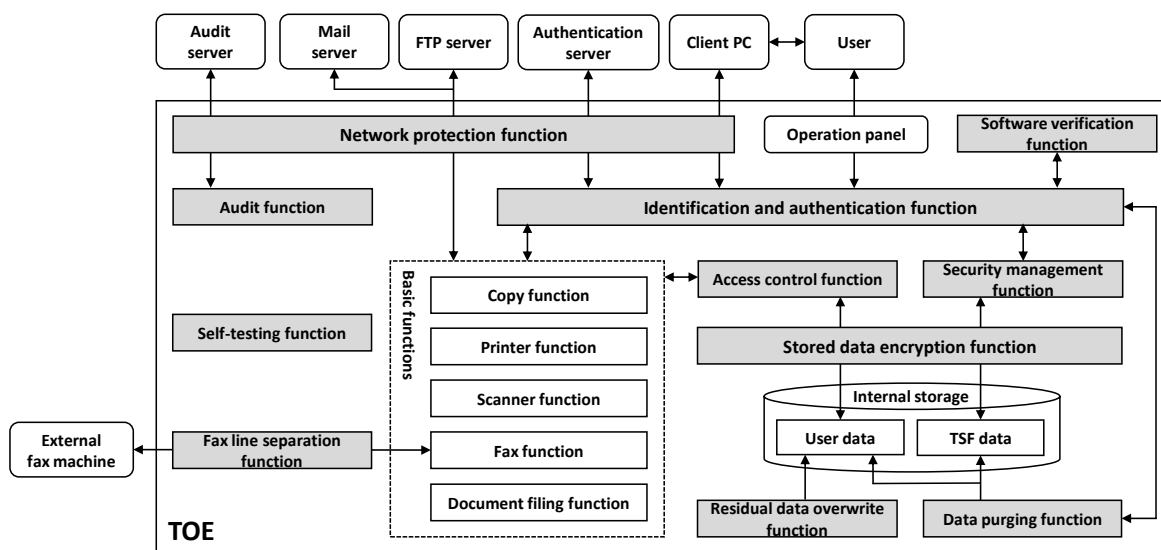 Audit
server
Mail
server
FTP server
Authentication
server
Client PC
User
Network protection function
Operation panel
Software verification
function
Audit function
Identification and authentication function
Basic functions
Copy function
Access control function
Security management
function
Self-testing function
Printer function
Stored data encryption function
Scanner function
Internal storage
External
fax machine
Fax line separation
function
Fax function
User data
TSF data
Document filing function
Residual data overwrite
function
Data purging function
TOE